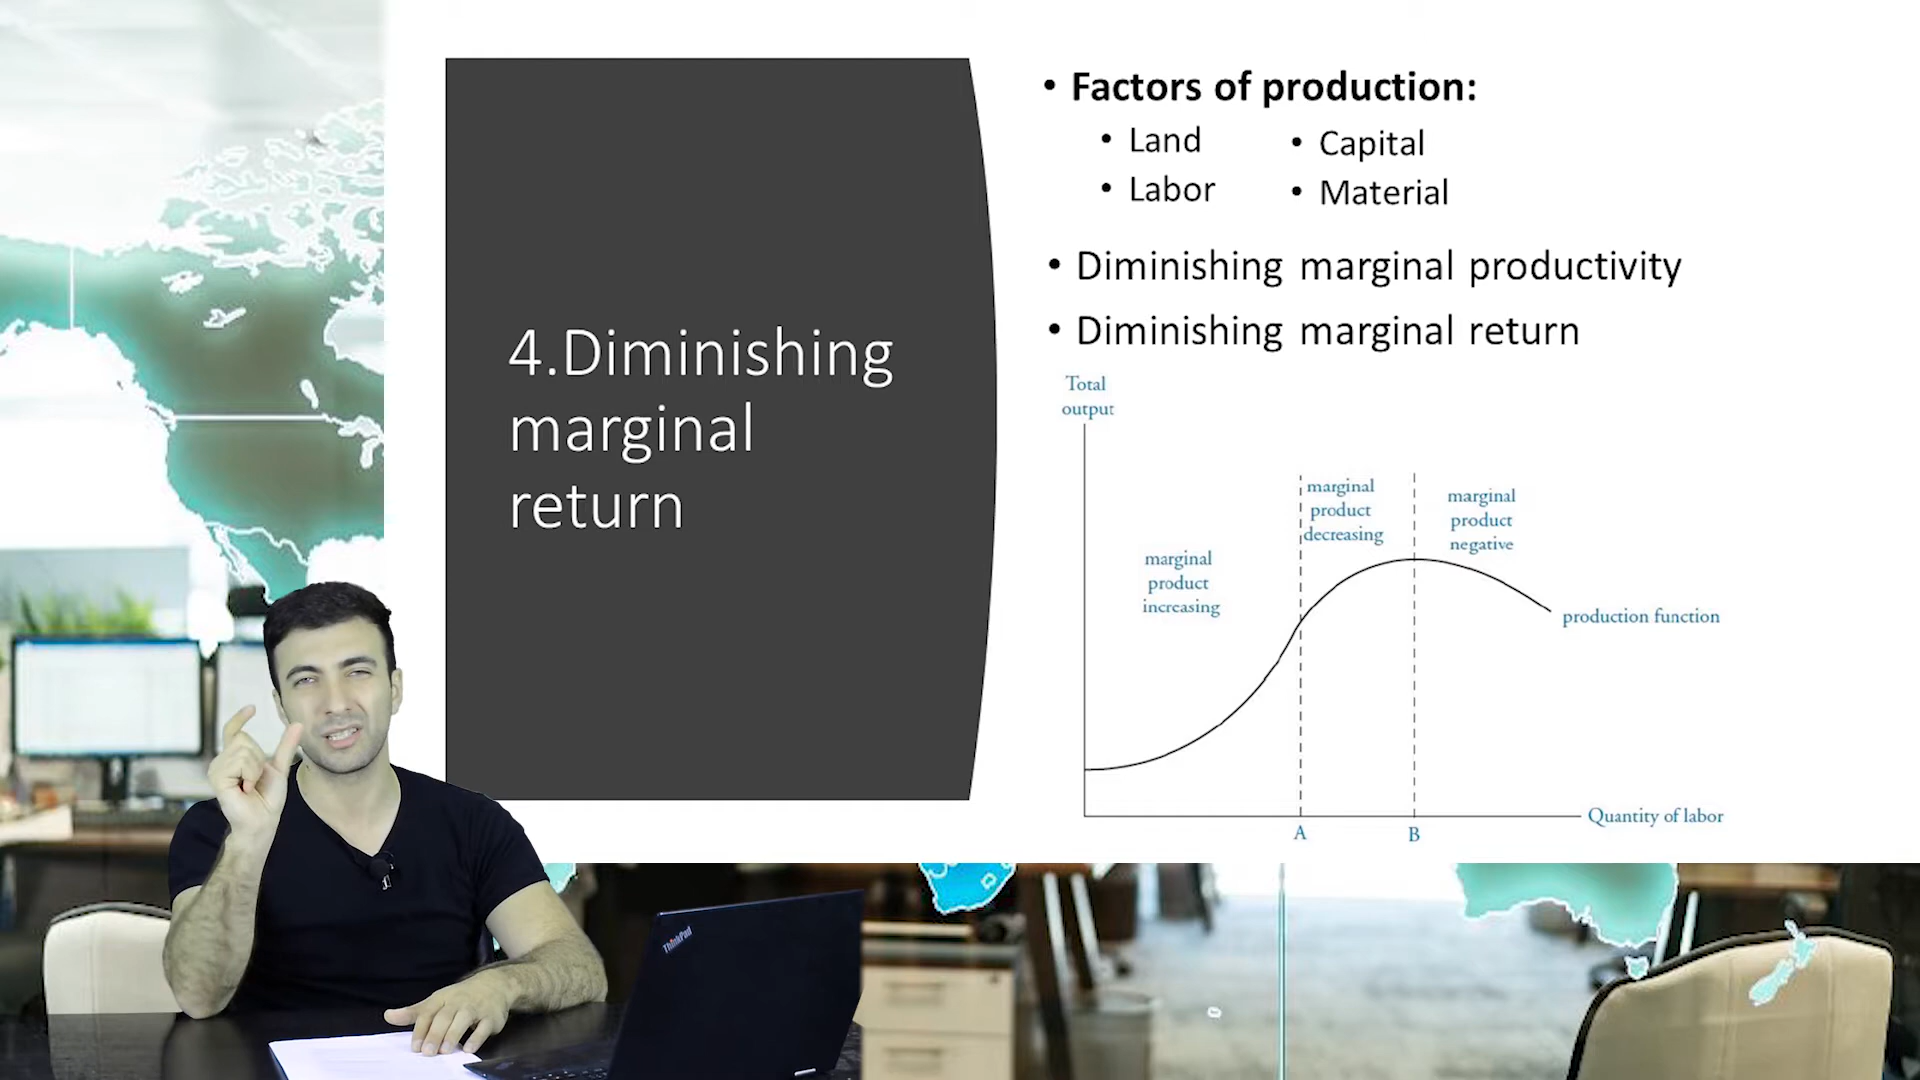 4.Diminishing
marginal
return
• Factors of production:
• Land
• Labor
• Capital
• Material
• Diminishing marginal productivity
• Diminishing marginal return
Total
output
marginal
product
increasing
marginal
product
decreasing
marginal
product
negative
production function
Quantity of labor
A
B
ThinkPad